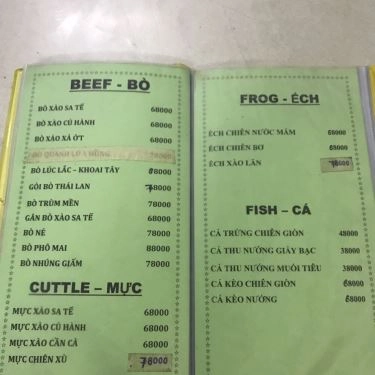 BEEF - BÒ
BÒ XÀO SA TẾ 68000
BÒ XÀO CỦ HÀNH 68000
BÒ XÀO XẢ ỚT 68000
BÒ LÚC LẮC – KHOAI TÂY 68000
GỎI BÒ THÁI LAN 78000
BÒ TRÙM MỀN 68000
GÂN BÒ XÀO SA TẾ 68000
BÒ NÉ 78000
BÒ PHÔ MAI 88000
BÒ NHÚNG GIẤM 78000
CUTTLE – MỰC
MỰC XÀO SA TẾ 68000
MỰC XÀO CỦ HÀNH 68000
MỰC XÀO CẦN CẢ 68000
MỰC CHIÊN XÙ 78000
FROG - ẾCH
ẾCH CHIÊN NƯỚC MẮM 68000
ẾCH CHIÊN BƠ 68000
ẾCH XÀO LĂN 000
FISH – CÁ
CÁ TRỨNG CHIÊN GIÒN 48000
CÁ THU NƯỚNG GIẤY BẠC 38000
CÁ THU NƯỚNG MUỐI TIÊU 38000
CÁ KÈO CHIÊN GIÒN 68000
CÁ KÈO NƯỚNG 68000